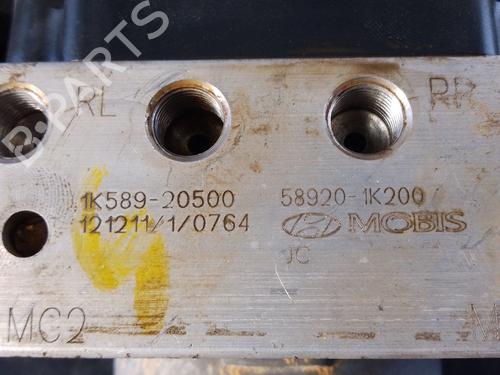 RL
RR
1K589-20500
58920-1K200
121211/1/0764
MOBIS
JC
MC2
M
B-PARTS